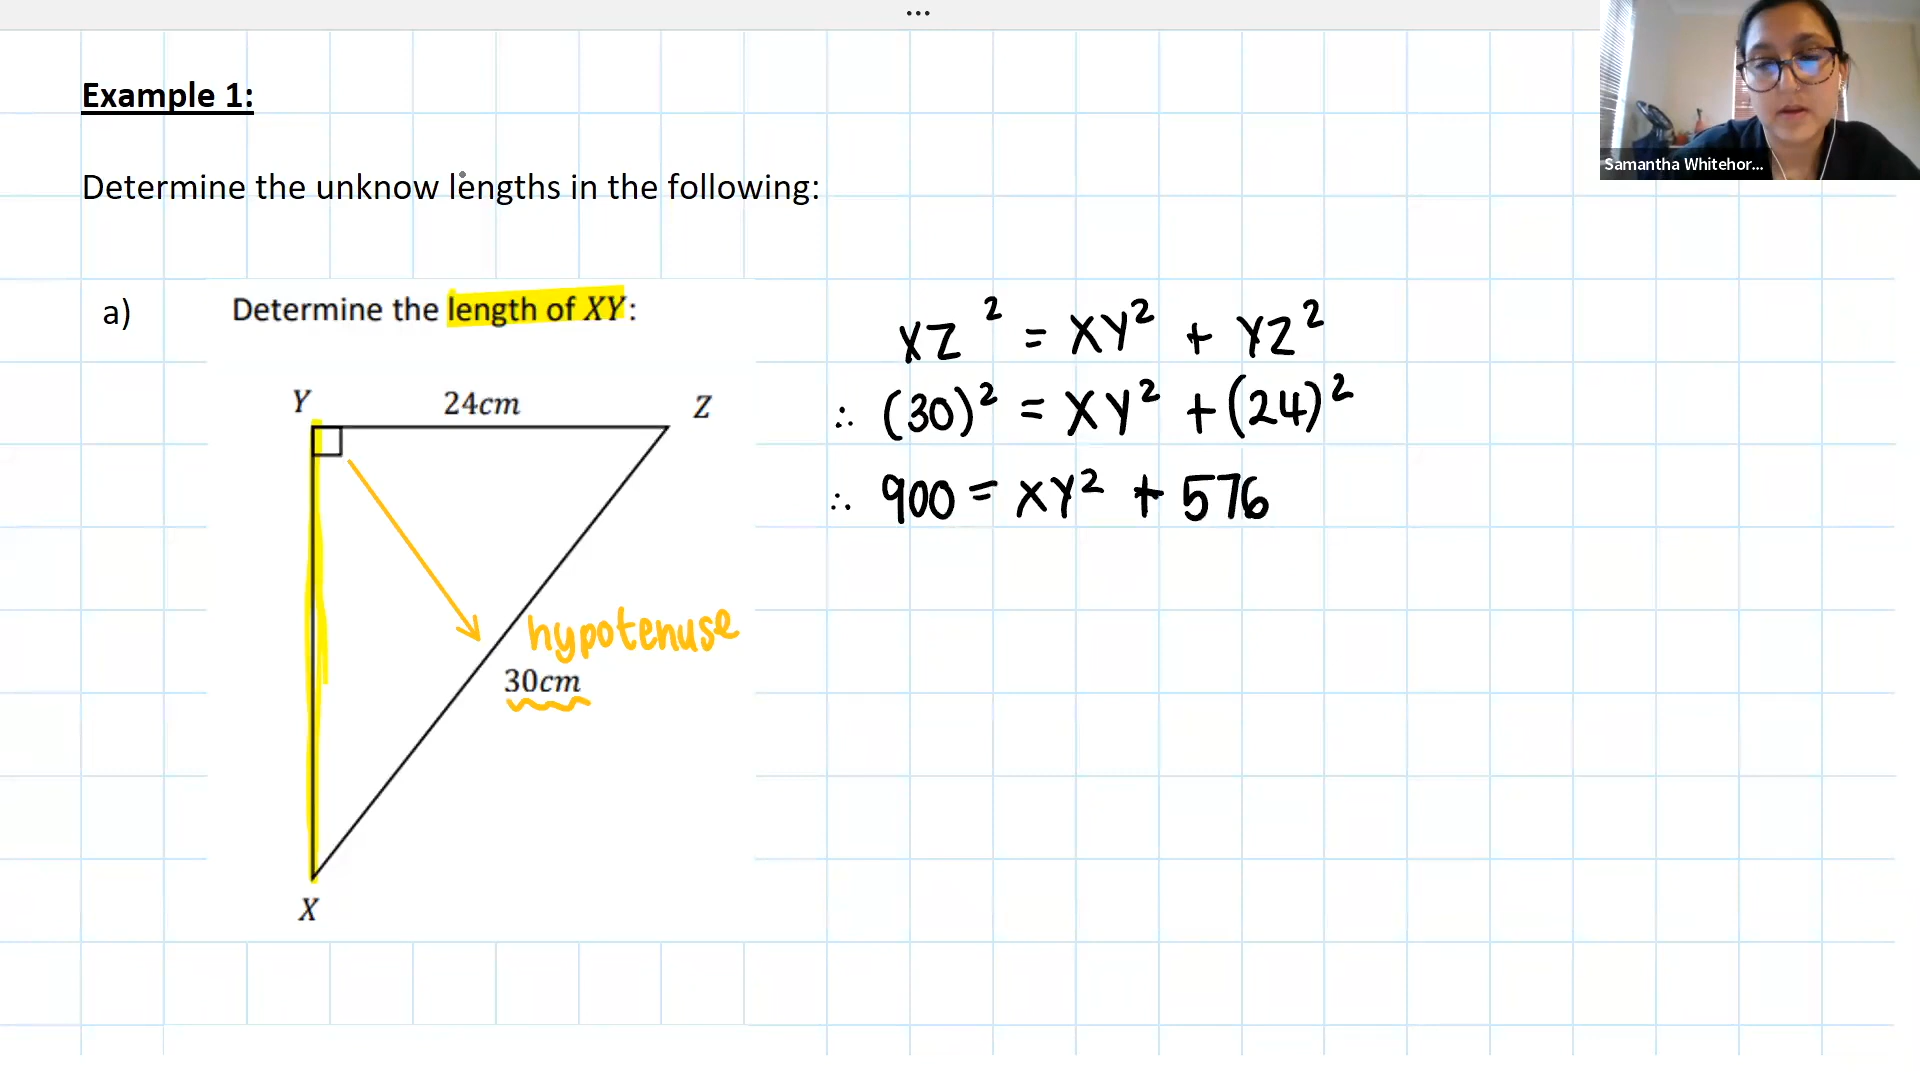 ...
Samantha Whitehor...
Example 1:
Determine the unknow lengths in the following:
a) Determine the length of XY:
Y 24cm Z
hypotenuse
30cm
X
XZ² = XY² + YZ²
∴ (30)² = XY² + (24)²
∴ 900 = XY² + 576